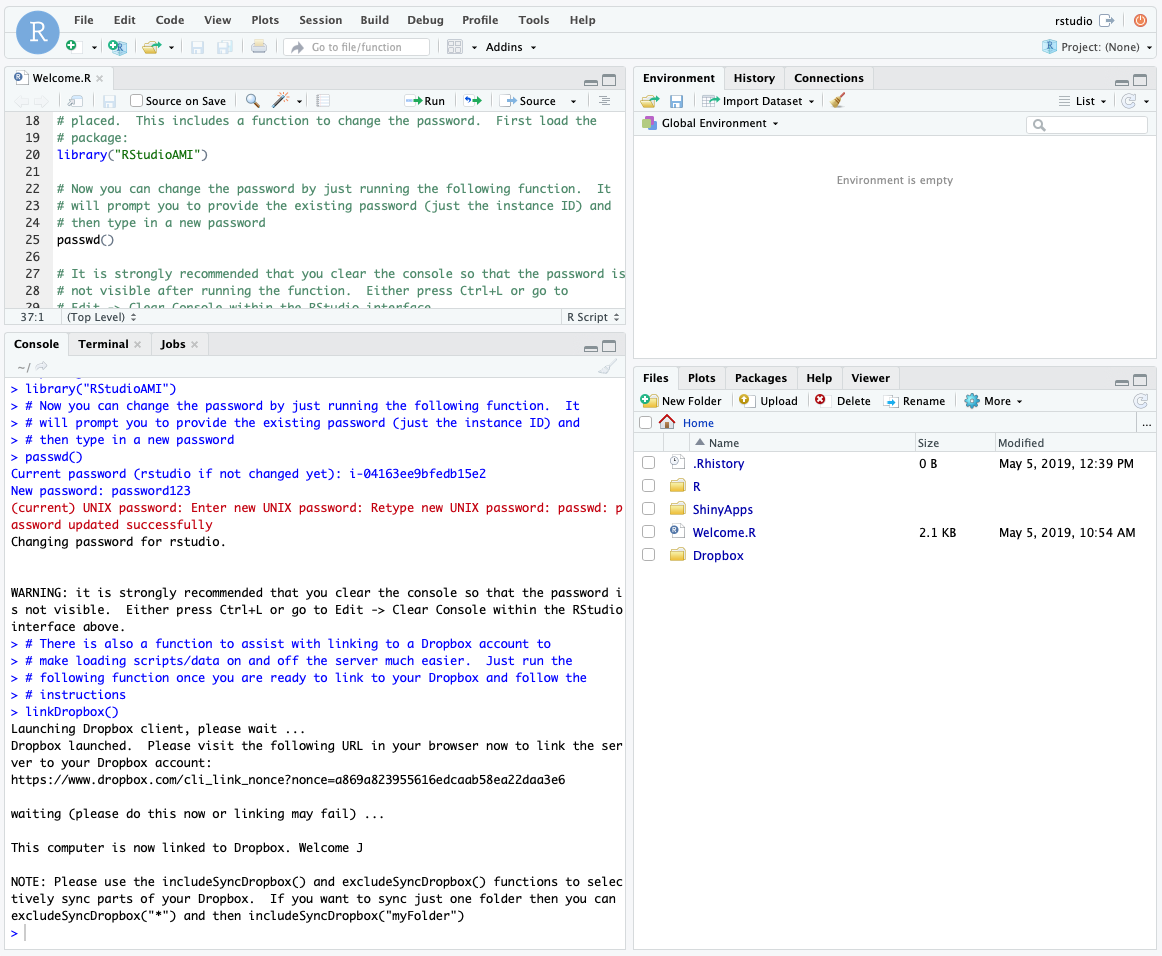 R
File Edit Code View Plots Session Build Debug Profile Tools Help
rstudio
R
Go to file/function
Addins
R Project: (None)
Welcome.R
Source on Save
Run
Source
18 # placed.  This includes a function to change the password.  First load the
19 # package:
20 library("RStudioAMI")
21
22 # Now you can change the password by just running the following function.  It
23 # will prompt you to provide the existing password (just the instance ID) and
24 # then type in a new password
25 passwd()
26
27 # It is strongly recommended that you clear the console so that the password is
28 # not visible after running the function.  Either press Ctrl+L or go to
29 # Edit -> Clear Console within the RStudio interface
37:1 (Top Level) R Script
Console Terminal Jobs
~/
> library("RStudioAMI")
> # Now you can change the password by just running the following function.  It
> # will prompt you to provide the existing password (just the instance ID) and
> # then type in a new password
> passwd()
Current password (rstudio if not changed yet): i-04163ee9bfedb15e2
New password: password123
(current) UNIX password: Enter new UNIX password: Retype new UNIX password: passwd: p
assword updated successfully
Changing password for rstudio.
WARNING: it is strongly recommended that you clear the console so that the password i
s not visible.  Either press Ctrl+L or go to Edit -> Clear Console within the RStudio
interface above.
> # There is also a function to assist with linking to a Dropbox account to
> # make loading scripts/data on and off the server much easier.  Just run the
> # following function once you are ready to link to your Dropbox and follow the
> # instructions
> linkDropbox()
Launching Dropbox client, please wait ...
Dropbox launched.  Please visit the following URL in your browser now to link the ser
ver to your Dropbox account:
https://www.dropbox.com/cli_link_nonce?nonce=a869a823955616edcaab58ea22daa3e6
waiting (please do this now or linking may fail) ...
This computer is now linked to Dropbox. Welcome J
NOTE: Please use the includeSyncDropbox() and excludeSyncDropbox() functions to selec
tively sync parts of your Dropbox.  If you want to sync just one folder then you can
excludeSyncDropbox("*") and then includeSyncDropbox("myFolder")
>
Environment History Connections
Import Dataset
List
Global Environment
Environment is empty
Files Plots Packages Help Viewer
New Folder Upload Delete Rename More
Home ...
Name Size Modified
.Rhistory 0 B May 5, 2019, 12:39 PM
R
ShinyApps
Welcome.R 2.1 KB May 5, 2019, 10:54 AM
Dropbox